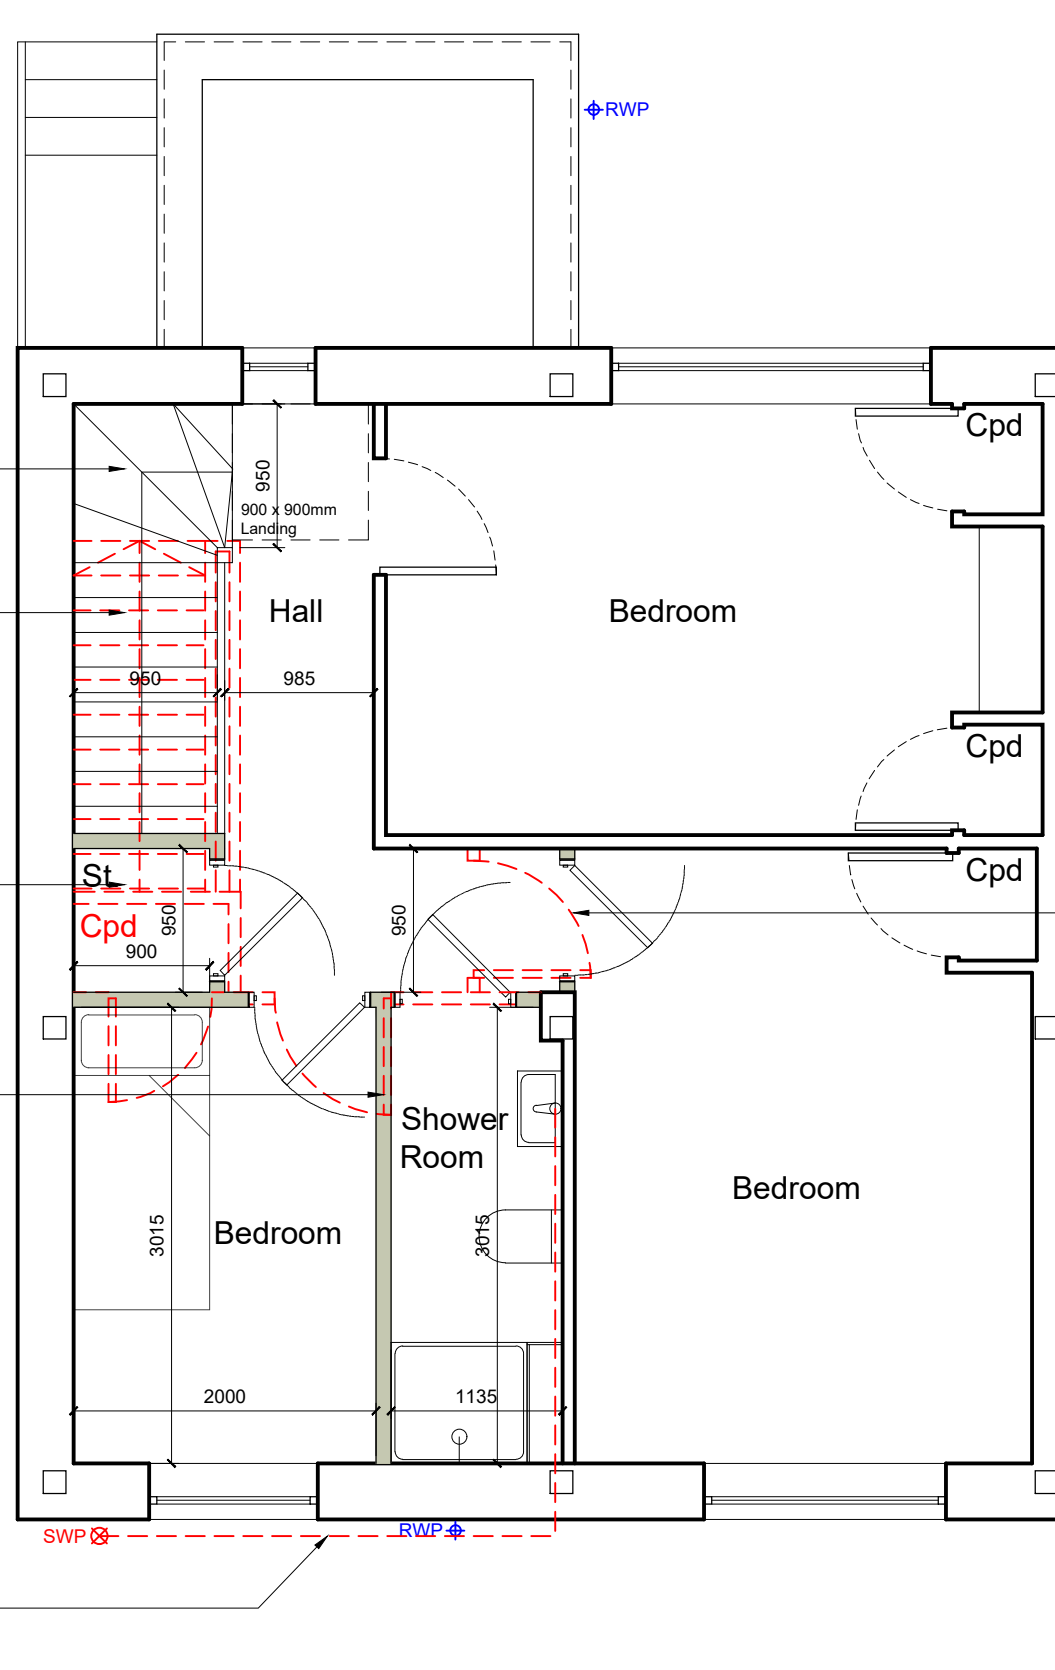 RWP
Cpd
950
900 x 900mm
Landing
Hall
Bedroom
950
985
Cpd
St
Cpd
Cpd
950
950
900
Shower
Room
Bedroom
Bedroom
3015
3015
2000
1135
SWP
RWP